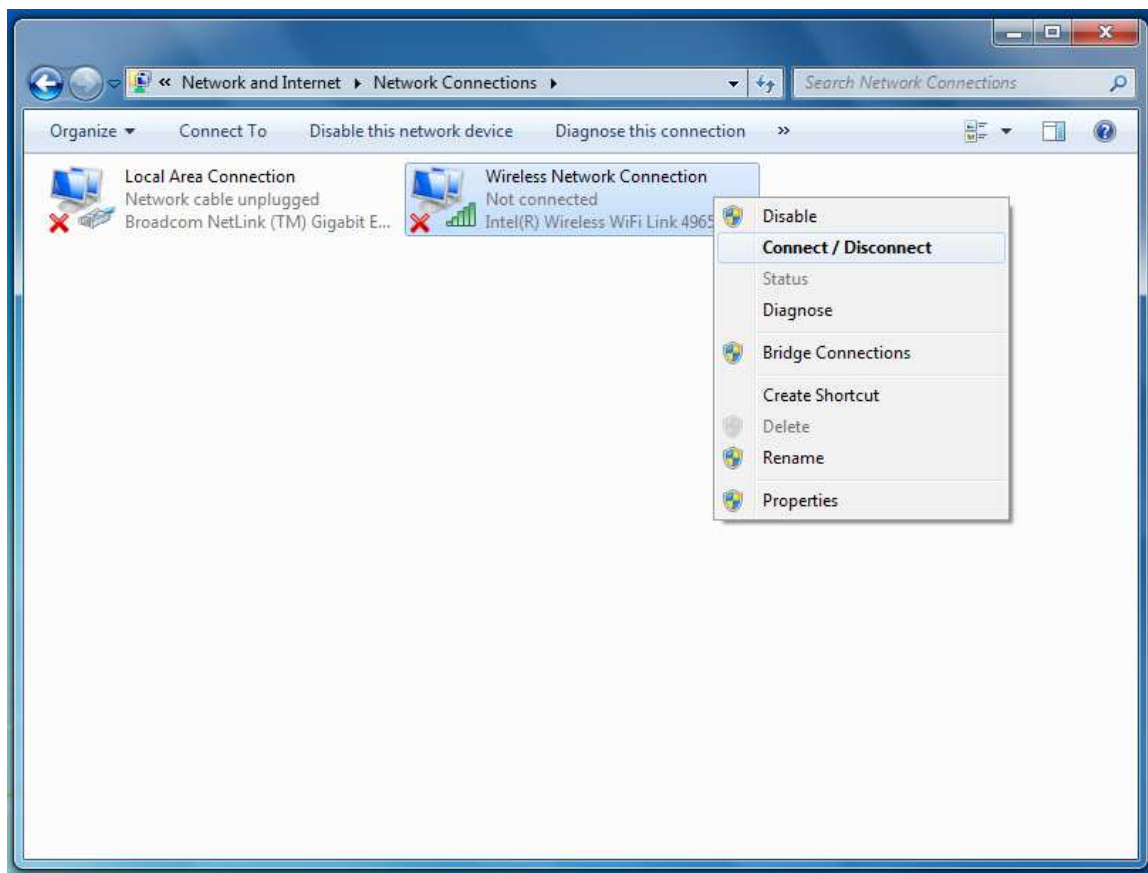 « Network and Internet ▸ Network Connections ▸
Search Network Connections
Organize ▾ Connect To Disable this network device Diagnose this connection »
Local Area Connection
Network cable unplugged
Broadcom NetLink (TM) Gigabit E...
Wireless Network Connection
Not connected
Intel(R) Wireless WiFi Link 4965
Disable
Connect / Disconnect
Status
Diagnose
Bridge Connections
Create Shortcut
Delete
Rename
Properties